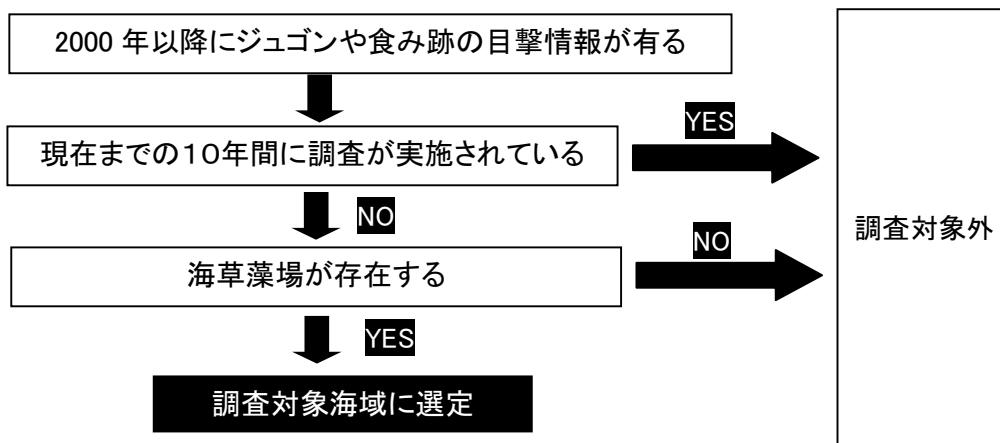 2000 年以降にジュゴンや食み跡の目撃情報が有る
YES
現在までの１０年間に調査が実施されている
NO
調査対象外
NO
海草藻場が存在する
YES
調査対象海域に選定